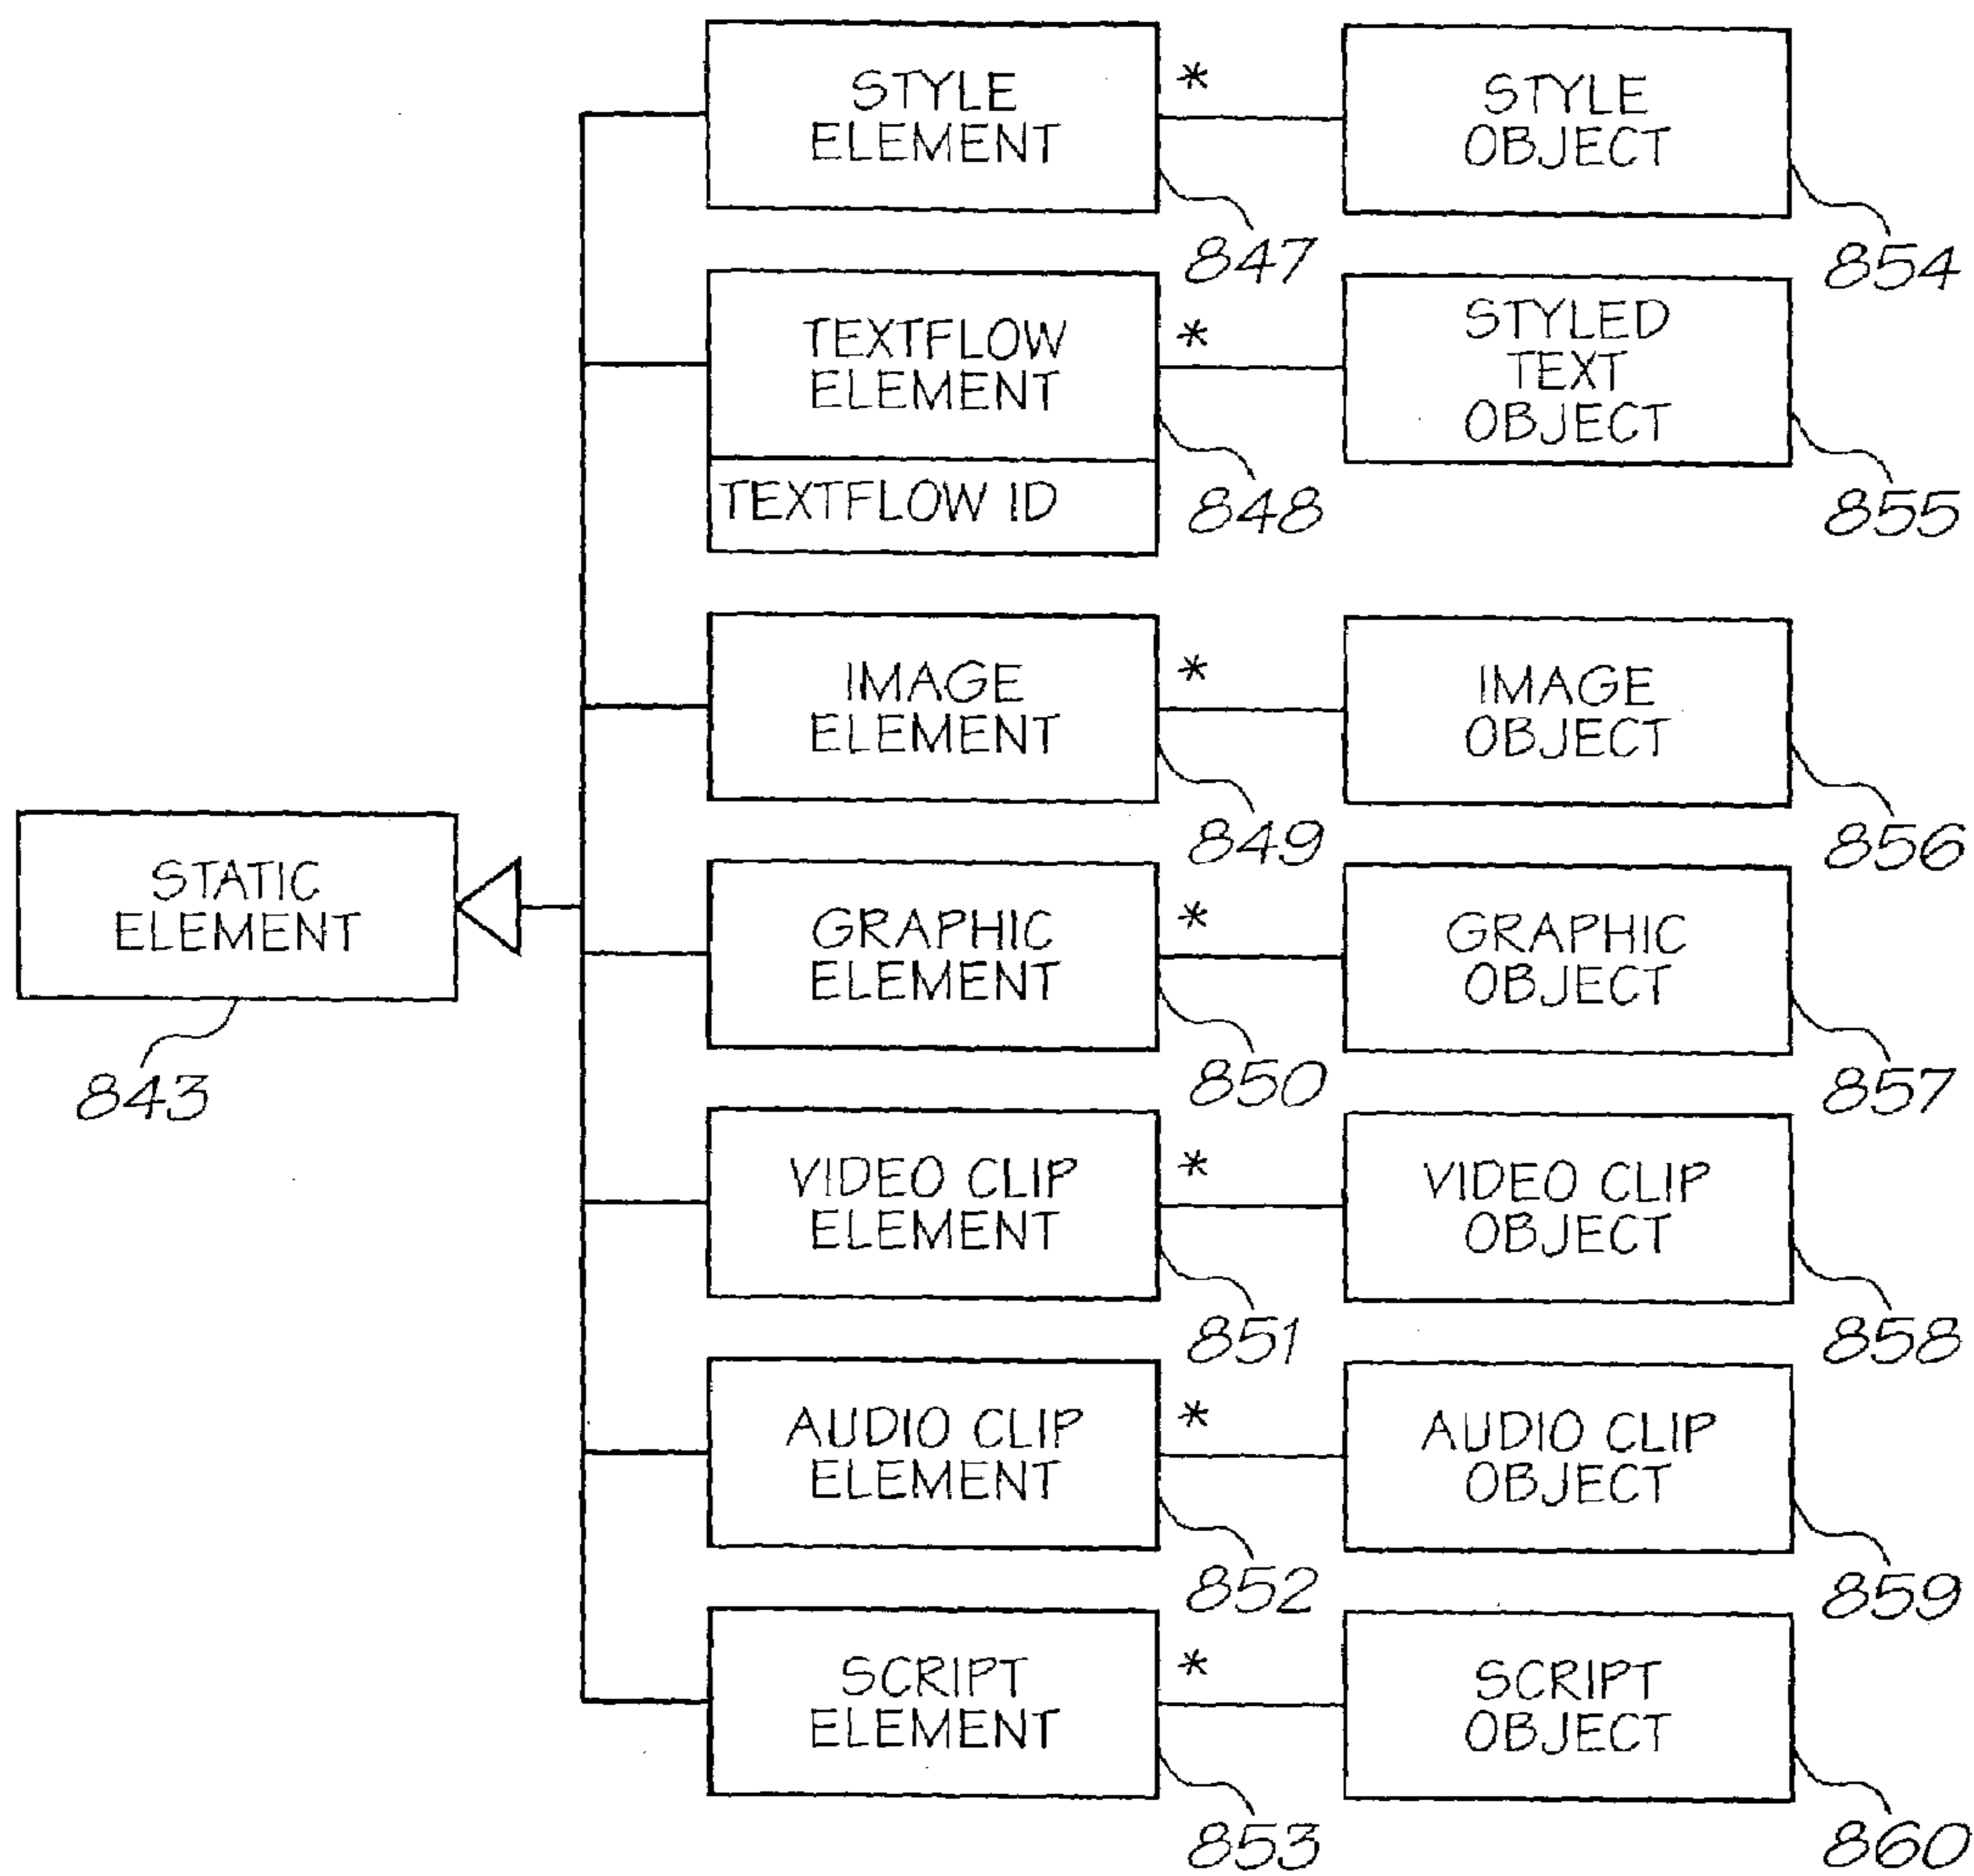 STYLE
ELEMENT
*
STYLE
OBJECT
847
854
TEXTFLOW
ELEMENT
*
STYLED
TEXT
OBJECT
TEXTFLOW ID
848
855
IMAGE
ELEMENT
*
IMAGE
OBJECT
849
856
STATIC
ELEMENT
843
GRAPHIC
ELEMENT
*
GRAPHIC
OBJECT
850
857
VIDEO CLIP
ELEMENT
*
VIDEO CLIP
OBJECT
851
858
AUDIO CLIP
ELEMENT
*
AUDIO CLIP
OBJECT
852
859
SCRIPT
ELEMENT
*
SCRIPT
OBJECT
853
860